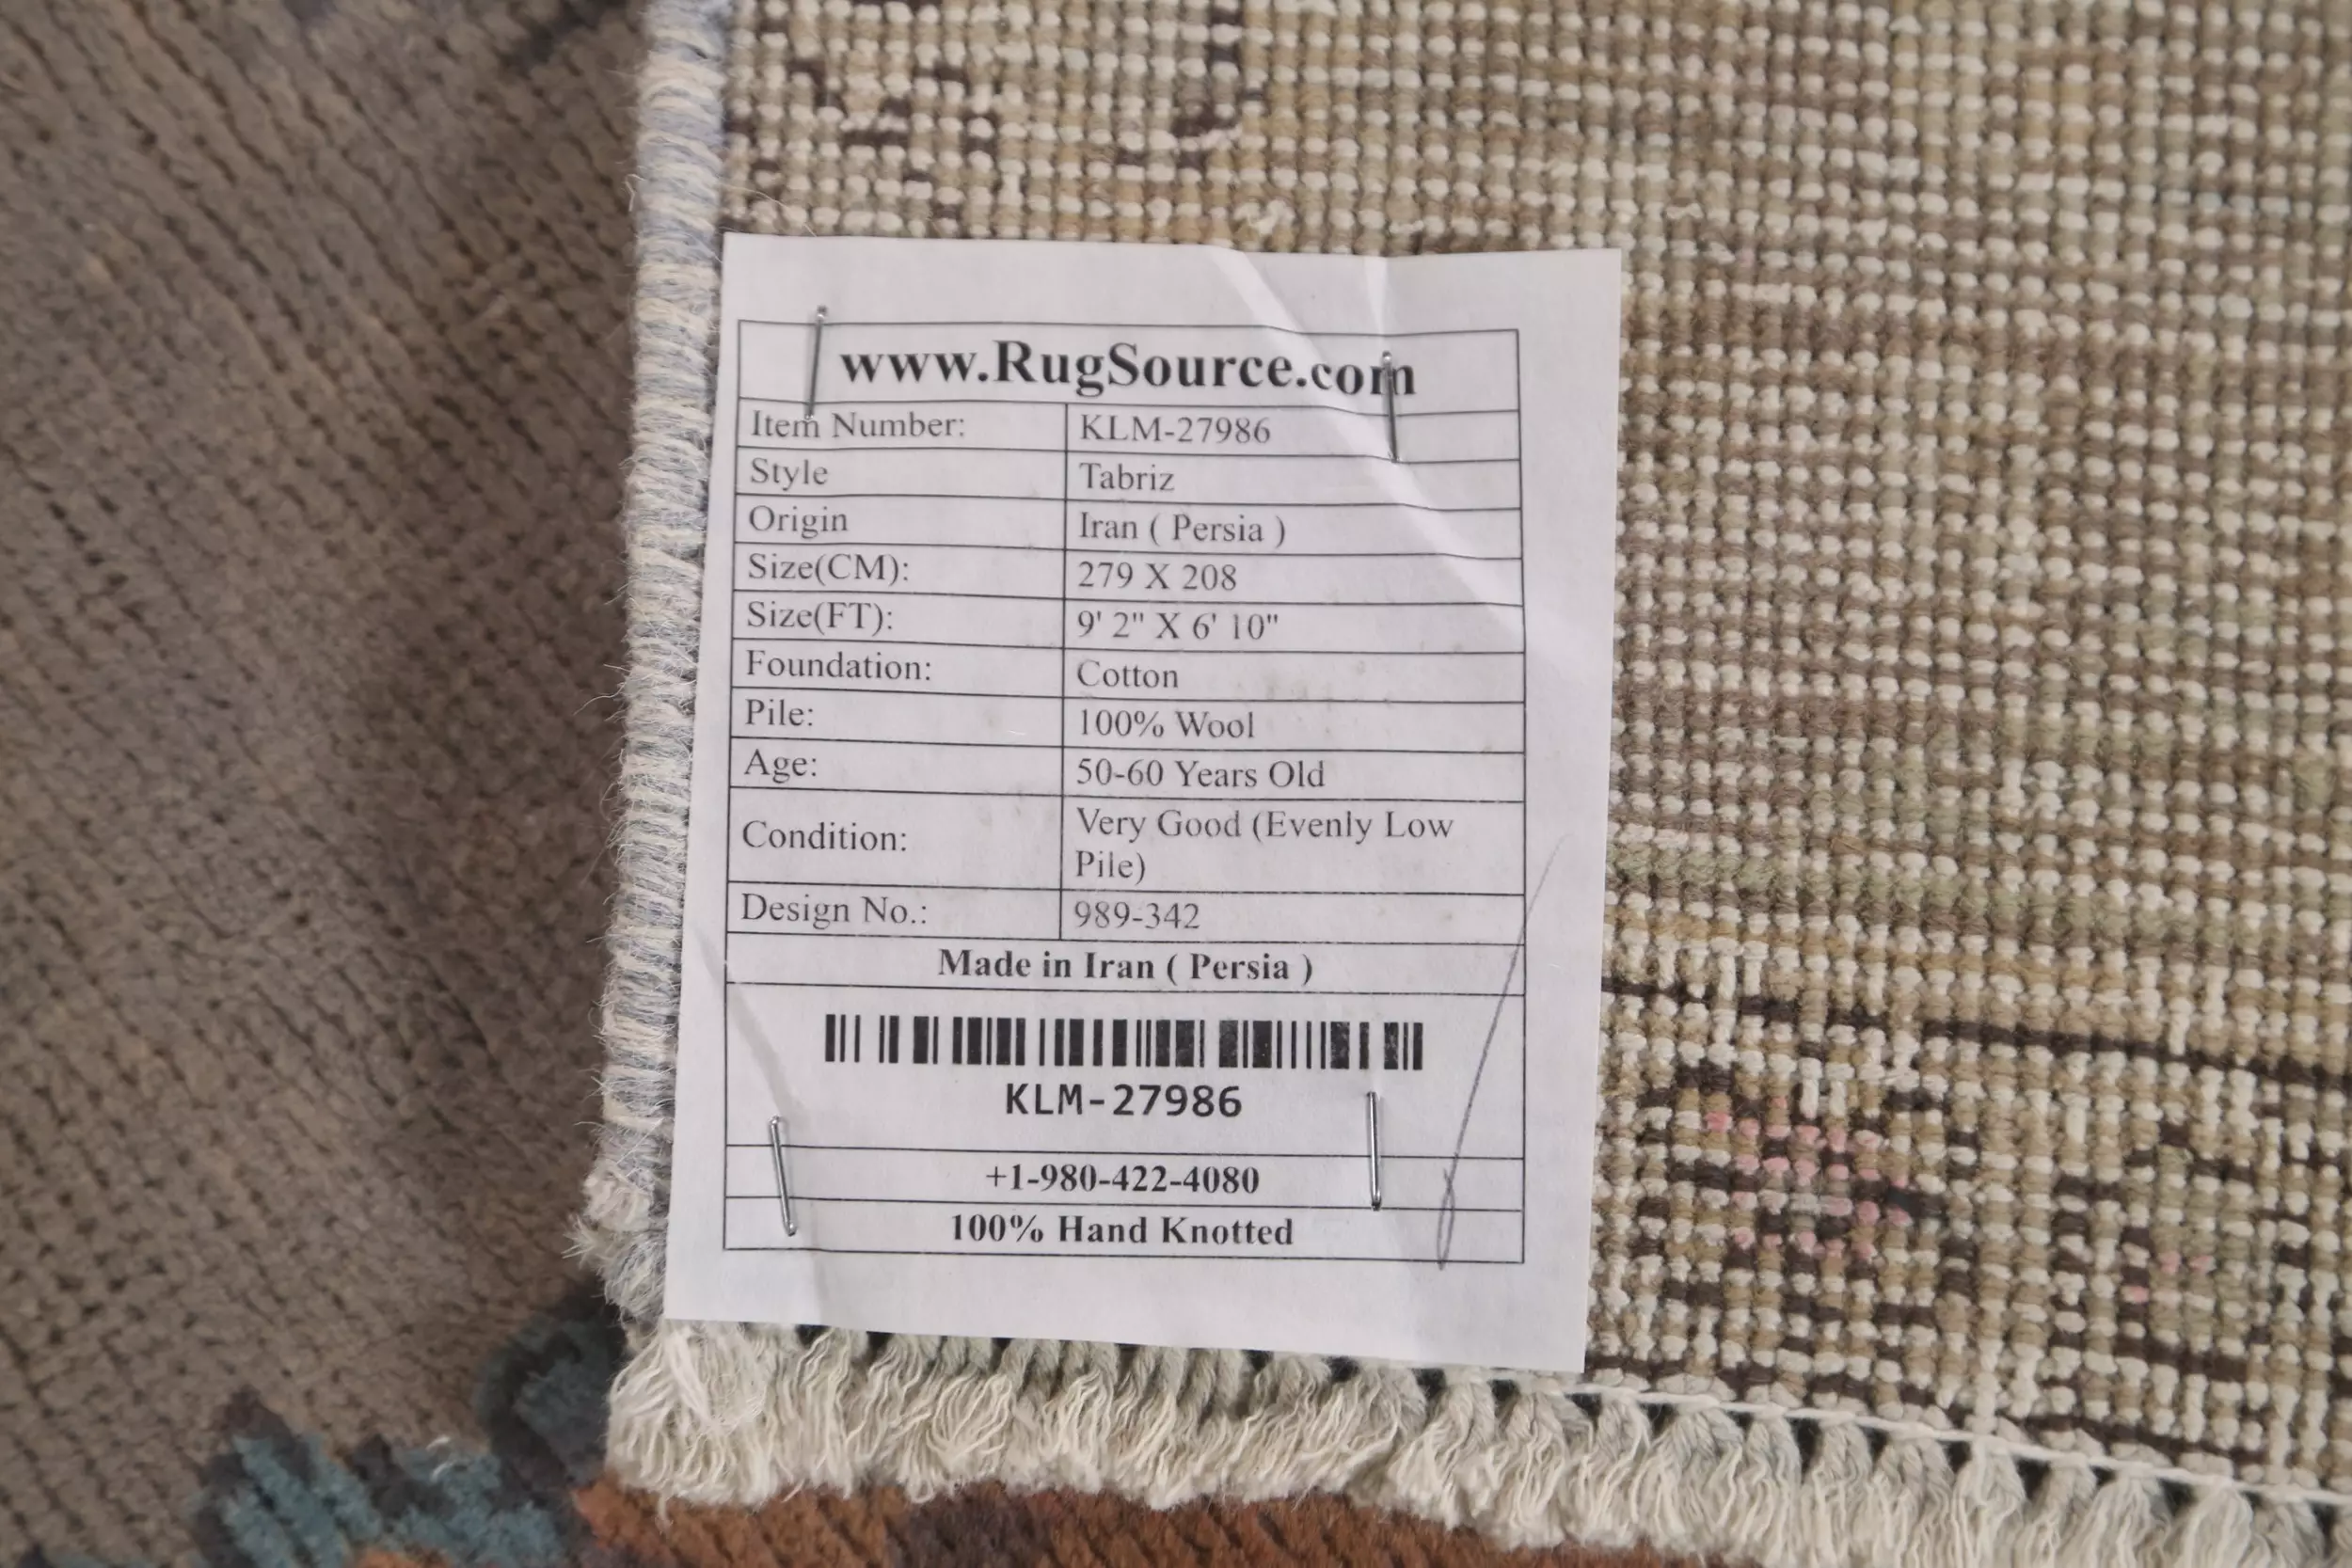 www.RugSource.com
Item Number: KLM-27986
Style Tabriz
Origin Iran ( Persia )
Size(CM): 279 X 208
Size(FT): 9' 2" X 6' 10"
Foundation: Cotton
Pile: 100% Wool
Age: 50-60 Years Old
Condition: Very Good (Evenly Low
Pile)
Design No.: 989-342
Made in Iran ( Persia )
KLM-27986
+1-980-422-4080
100% Hand Knotted